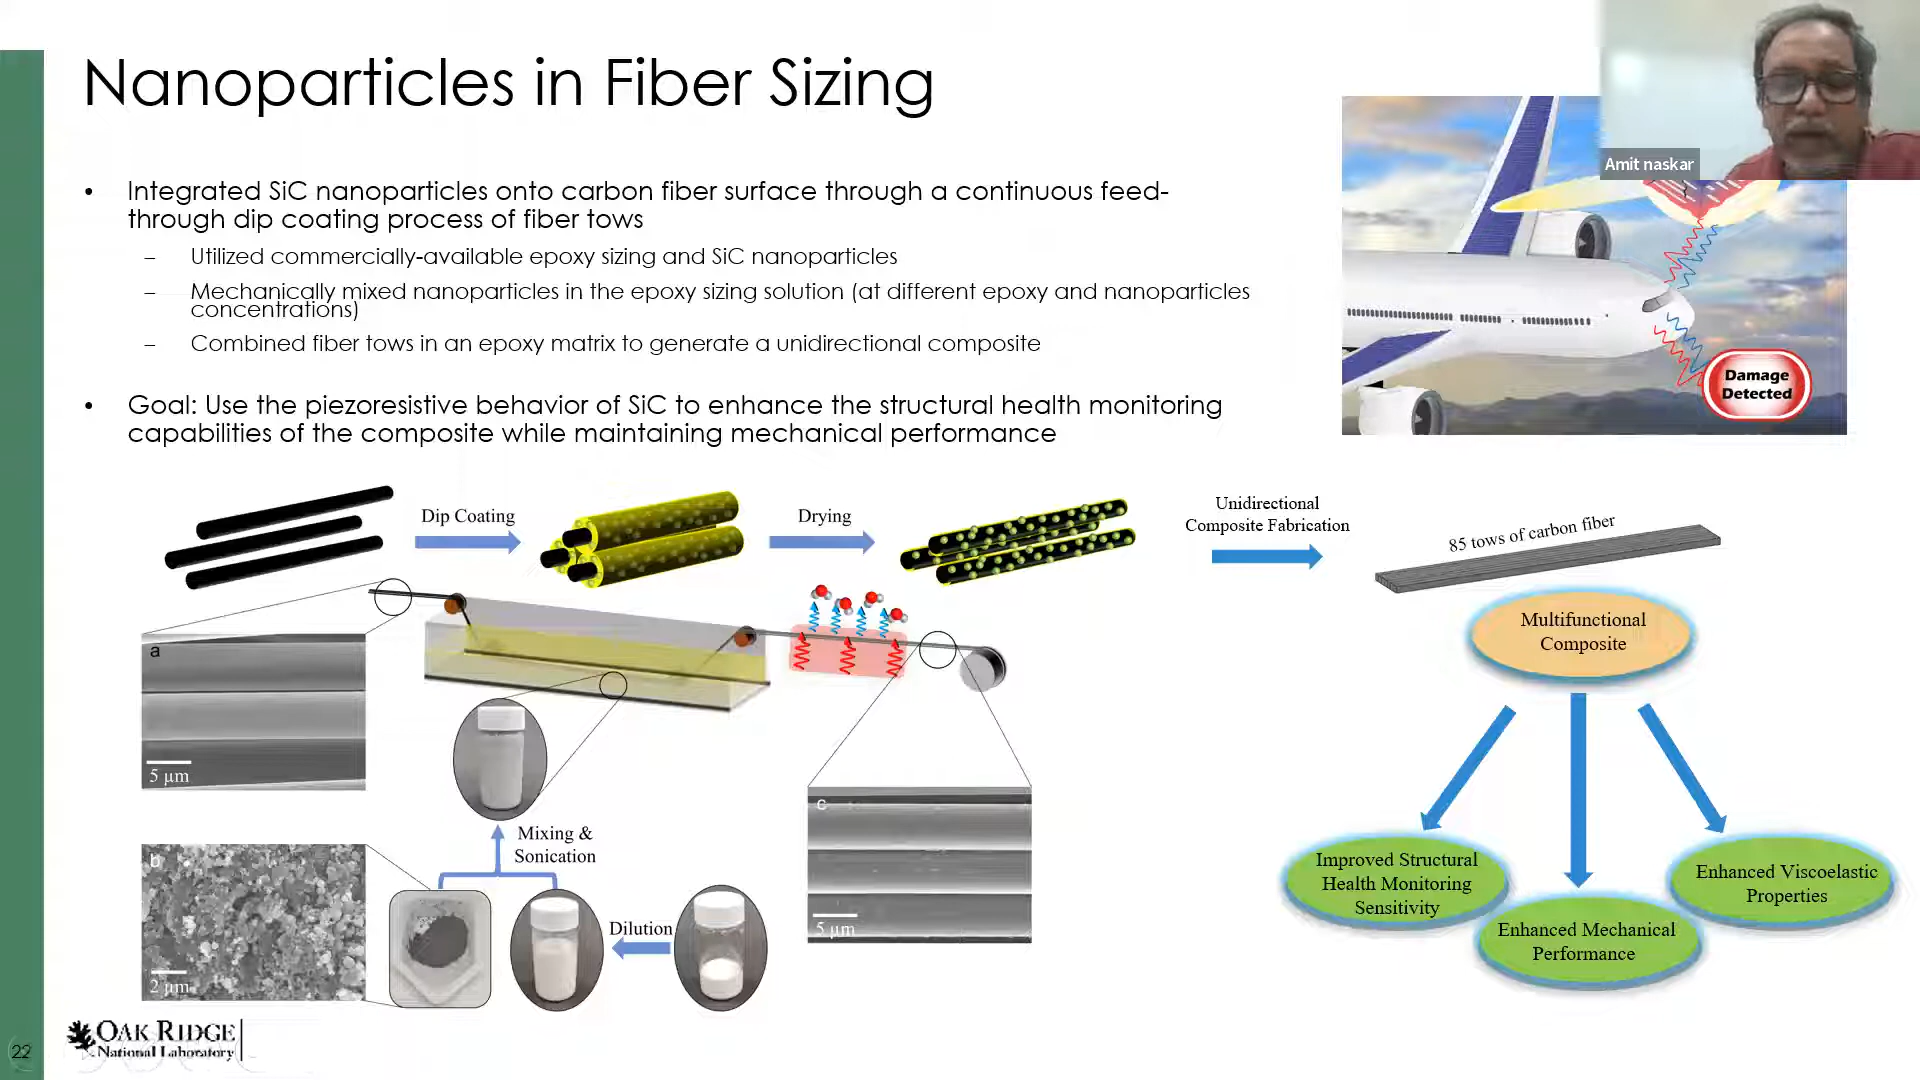 Nanoparticles in Fiber Sizing
Amit naskar
• Integrated SiC nanoparticles onto carbon fiber surface through a continuous feed-
through dip coating process of fiber tows
– Utilized commercially-available epoxy sizing and SiC nanoparticles
– Mechanically mixed nanoparticles in the epoxy sizing solution (at different epoxy and nanoparticles
concentrations)
– Combined fiber tows in an epoxy matrix to generate a unidirectional composite
• Goal: Use the piezoresistive behavior of SiC to enhance the structural health monitoring
capabilities of the composite while maintaining mechanical performance
Damage
Detected
Dip Coating
Drying
Unidirectional
Composite Fabrication
85 tows of carbon fiber
a
5 µm
Mixing &
Sonication
b
2 µm
Dilution
c
5 µm
Multifunctional
Composite
Improved Structural
Health Monitoring
Sensitivity
Enhanced Mechanical
Performance
Enhanced Viscoelastic
Properties
OAK RIDGE
National Laboratory
22